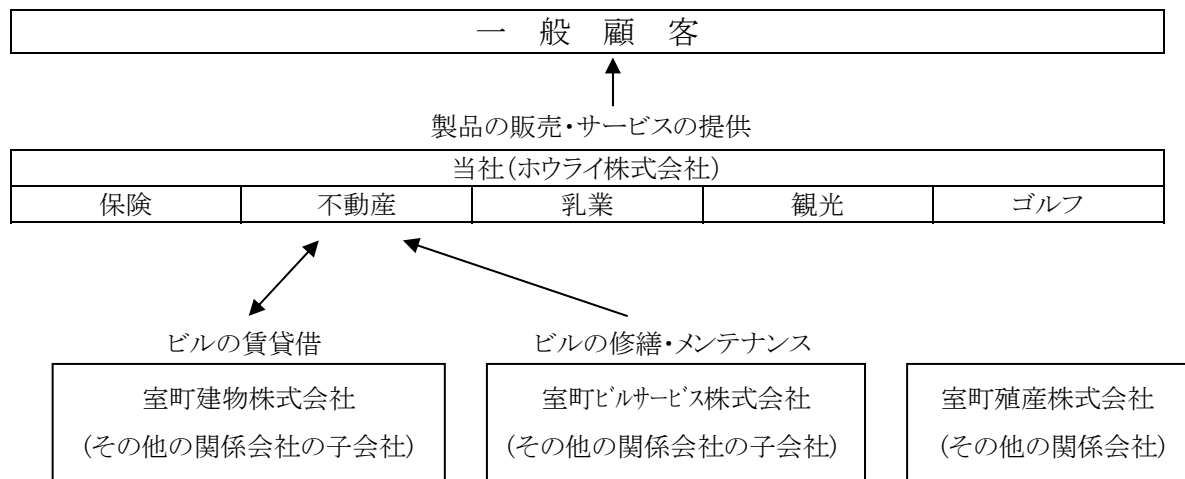 一般顧客
製品の販売・サービスの提供
当社(ホウライ株式会社)
保険 不動産 乳業 観光 ゴルフ
ビルの賃貸借 ビルの修繕・メンテナンス
室町建物株式会社 室町ﾋﾞﾙｻｰﾋﾞｽ株式会社 室町殖産株式会社
(その他の関係会社の子会社) (その他の関係会社の子会社) (その他の関係会社)